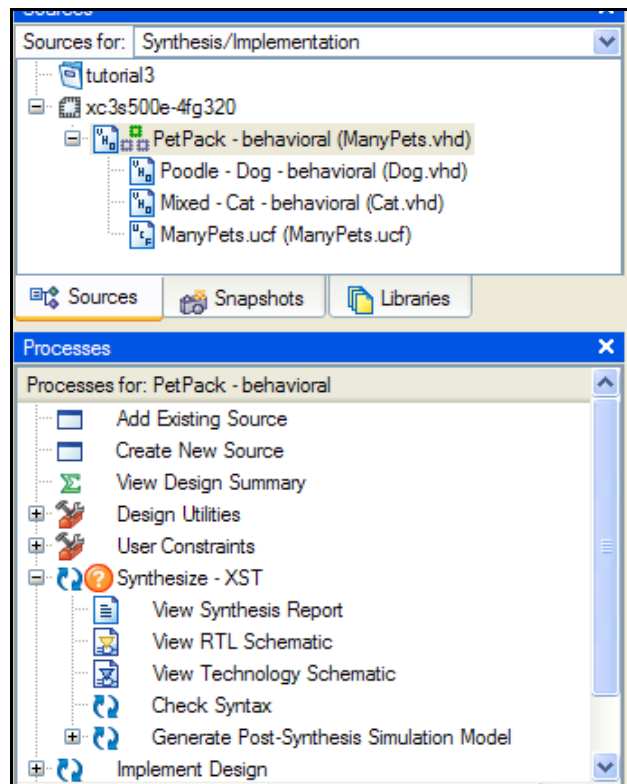 Sources
Sources for: Synthesis/Implementation
tutorial3
xc3s500e-4fg320
PetPack - behavioral (ManyPets.vhd)
Poodle - Dog - behavioral (Dog.vhd)
Mixed - Cat - behavioral (Cat.vhd)
ManyPets.ucf (ManyPets.ucf)
Sources Snapshots Libraries
Processes
Processes for: PetPack - behavioral
Add Existing Source
Create New Source
View Design Summary
Design Utilities
User Constraints
Synthesize - XST
View Synthesis Report
View RTL Schematic
View Technology Schematic
Check Syntax
Generate Post-Synthesis Simulation Model
Implement Design